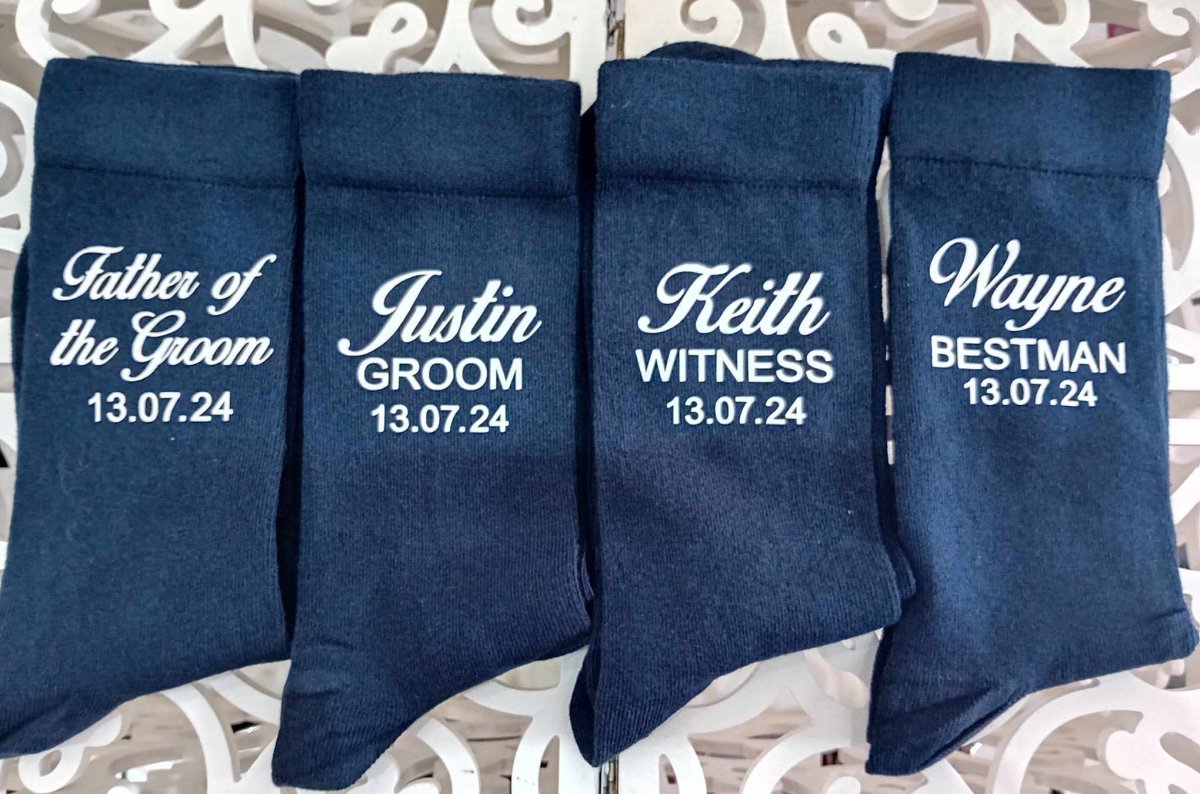 Father of
the Groom
13.07.24
Justin
GROOM
13.07.24
Keith
WITNESS
13.07.24
Wayne
BESTMAN
13.07.24